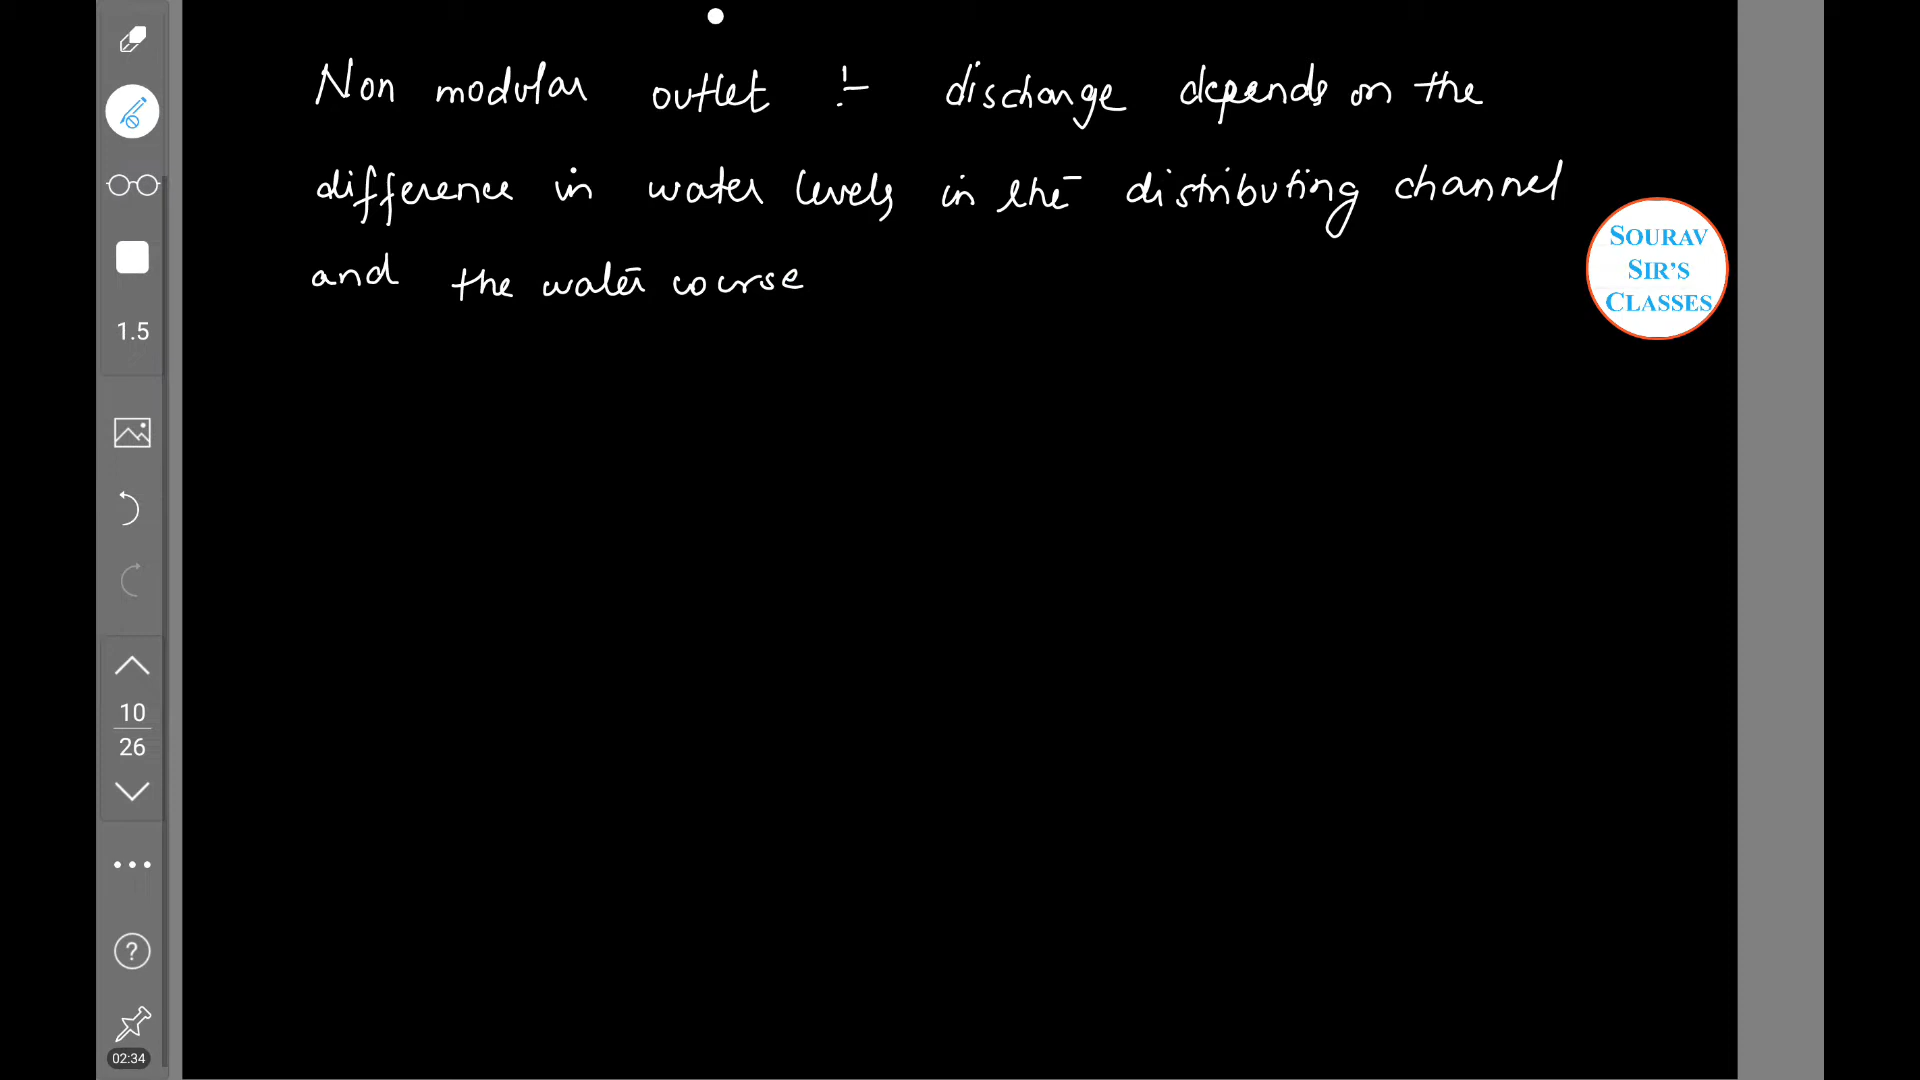 Non modular outlet :- discharge depends on the
difference in water levels in the distributing channel
and the water course
SOURAV
SIR'S
CLASSES
1.5
10
26
?
02:34